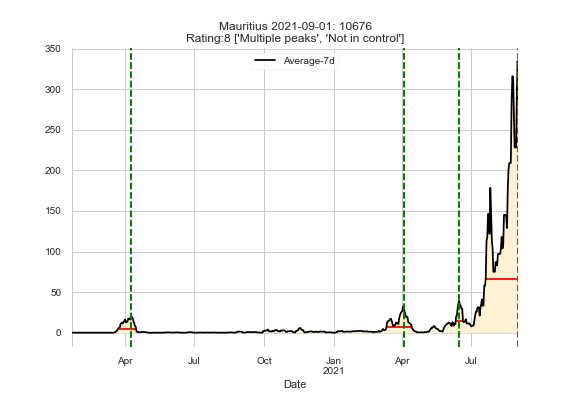 Mauritius 2021-09-01: 10676
Rating:8 ['Multiple peaks', 'Not in control']
Average-7d
350
300
250
200
150
100
50
0
Apr Jul Oct Jan Apr Jul
2021
Date